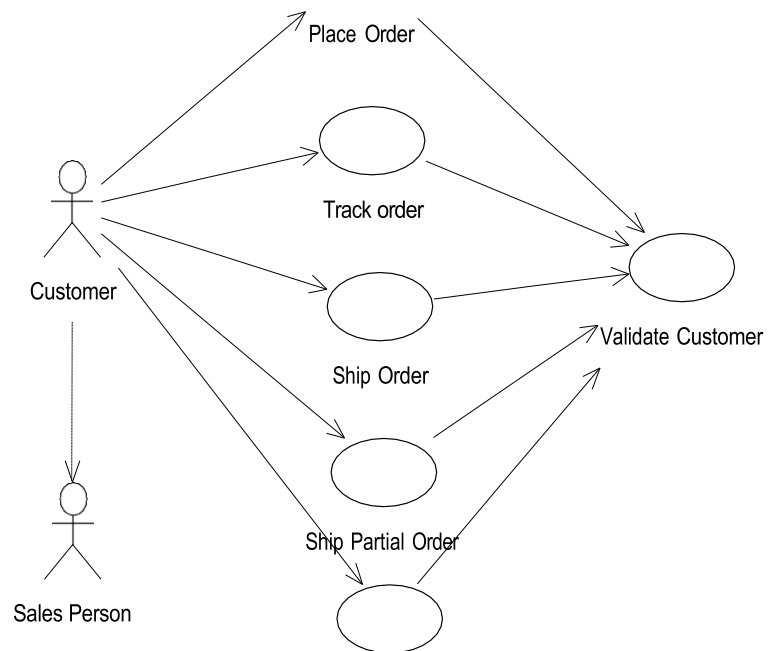 Place Order
Track order
Customer
Validate Customer
Ship Order
Ship Partial Order
Sales Person